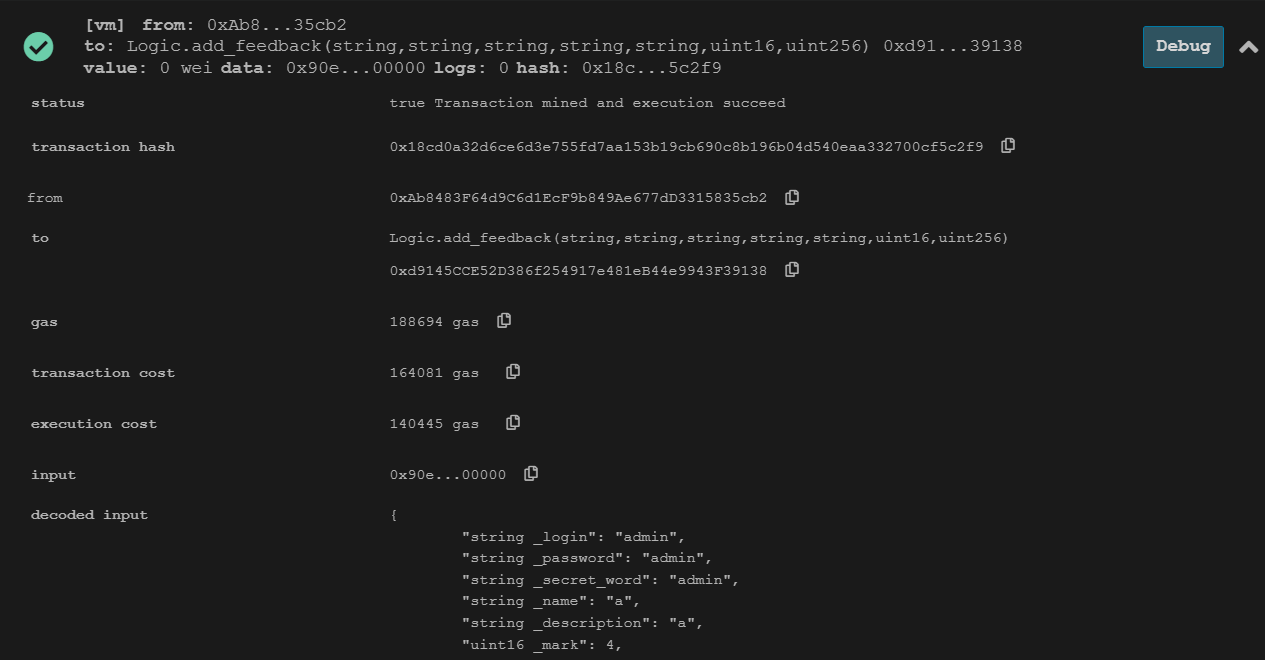 [vm] from: 0xAb8...35cb2
to: Logic.add_feedback(string,string,string,string,string,uint16,uint256) 0xd91...39138
value: 0 wei data: 0x90e...00000 logs: 0 hash: 0x18c...5c2f9
Debug
status true Transaction mined and execution succeed
transaction hash 0x18cd0a32d6ce6d3e755fd7aa153b19cb690c8b196b04d540eaa332700cf5c2f9
from 0xAb8483F64d9C6d1EcF9b849Ae677dD3315835cb2
to Logic.add_feedback(string,string,string,string,string,uint16,uint256)
0xd9145CCE52D386f254917e481eB44e9943F39138
gas 188694 gas
transaction cost 164081 gas
execution cost 140445 gas
input 0x90e...00000
decoded input {
"string _login": "admin",
"string _password": "admin",
"string _secret_word": "admin",
"string _name": "a",
"string _description": "a",
"uint16 _mark": 4,